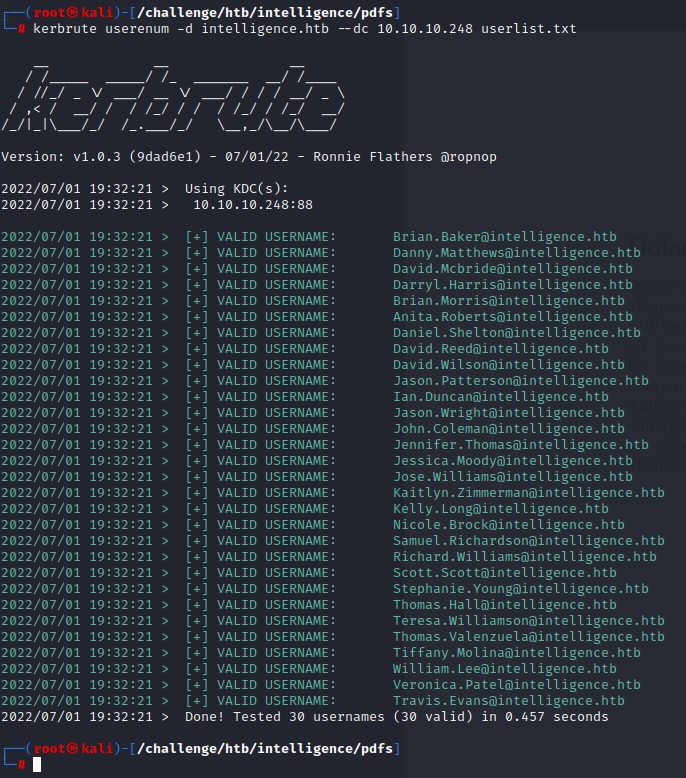 ┌──(root㉿kali)-[/challenge/htb/intelligence/pdfs]
└─# kerbrute userenum -d intelligence.htb --dc 10.10.10.248 userlist.txt
kerbrute
Version: v1.0.3 (9dad6e1) - 07/01/22 - Ronnie Flathers @ropnop
2022/07/01 19:32:21 >  Using KDC(s):
2022/07/01 19:32:21 >   10.10.10.248:88
2022/07/01 19:32:21 >  [+] VALID USERNAME:       Brian.Baker@intelligence.htb
2022/07/01 19:32:21 >  [+] VALID USERNAME:       Danny.Matthews@intelligence.htb
2022/07/01 19:32:21 >  [+] VALID USERNAME:       David.Mcbride@intelligence.htb
2022/07/01 19:32:21 >  [+] VALID USERNAME:       Darryl.Harris@intelligence.htb
2022/07/01 19:32:21 >  [+] VALID USERNAME:       Brian.Morris@intelligence.htb
2022/07/01 19:32:21 >  [+] VALID USERNAME:       Anita.Roberts@intelligence.htb
2022/07/01 19:32:21 >  [+] VALID USERNAME:       Daniel.Shelton@intelligence.htb
2022/07/01 19:32:21 >  [+] VALID USERNAME:       David.Reed@intelligence.htb
2022/07/01 19:32:21 >  [+] VALID USERNAME:       David.Wilson@intelligence.htb
2022/07/01 19:32:21 >  [+] VALID USERNAME:       Jason.Patterson@intelligence.htb
2022/07/01 19:32:21 >  [+] VALID USERNAME:       Ian.Duncan@intelligence.htb
2022/07/01 19:32:21 >  [+] VALID USERNAME:       Jason.Wright@intelligence.htb
2022/07/01 19:32:21 >  [+] VALID USERNAME:       John.Coleman@intelligence.htb
2022/07/01 19:32:21 >  [+] VALID USERNAME:       Jennifer.Thomas@intelligence.htb
2022/07/01 19:32:21 >  [+] VALID USERNAME:       Jessica.Moody@intelligence.htb
2022/07/01 19:32:21 >  [+] VALID USERNAME:       Jose.Williams@intelligence.htb
2022/07/01 19:32:21 >  [+] VALID USERNAME:       Kaitlyn.Zimmerman@intelligence.htb
2022/07/01 19:32:21 >  [+] VALID USERNAME:       Kelly.Long@intelligence.htb
2022/07/01 19:32:21 >  [+] VALID USERNAME:       Nicole.Brock@intelligence.htb
2022/07/01 19:32:21 >  [+] VALID USERNAME:       Samuel.Richardson@intelligence.htb
2022/07/01 19:32:21 >  [+] VALID USERNAME:       Richard.Williams@intelligence.htb
2022/07/01 19:32:21 >  [+] VALID USERNAME:       Scott.Scott@intelligence.htb
2022/07/01 19:32:21 >  [+] VALID USERNAME:       Stephanie.Young@intelligence.htb
2022/07/01 19:32:21 >  [+] VALID USERNAME:       Thomas.Hall@intelligence.htb
2022/07/01 19:32:21 >  [+] VALID USERNAME:       Teresa.Williamson@intelligence.htb
2022/07/01 19:32:21 >  [+] VALID USERNAME:       Thomas.Valenzuela@intelligence.htb
2022/07/01 19:32:21 >  [+] VALID USERNAME:       Tiffany.Molina@intelligence.htb
2022/07/01 19:32:21 >  [+] VALID USERNAME:       William.Lee@intelligence.htb
2022/07/01 19:32:21 >  [+] VALID USERNAME:       Veronica.Patel@intelligence.htb
2022/07/01 19:32:21 >  [+] VALID USERNAME:       Travis.Evans@intelligence.htb
2022/07/01 19:32:21 >  Done! Tested 30 usernames (30 valid) in 0.457 seconds
┌──(root㉿kali)-[/challenge/htb/intelligence/pdfs]
└─#